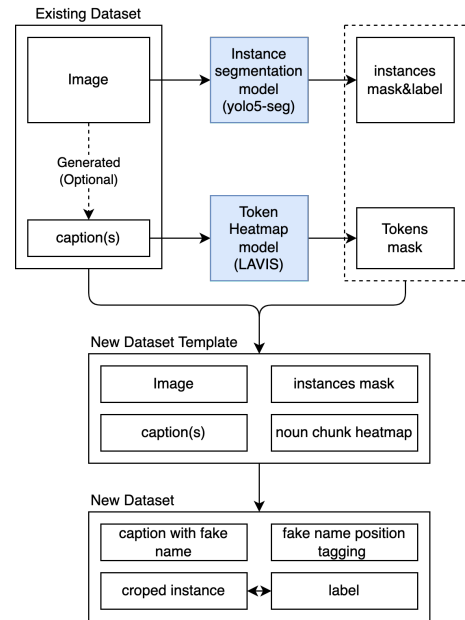 Existing Dataset
Image
Instance
segmentation
model
(yolo5-seg)
instances
mask&label
Generated
(Optional)
caption(s)
Token
Heatmap
model
(LAVIS)
Tokens
mask
New Dataset Template
Image
instances mask
caption(s)
noun chunk heatmap
New Dataset
caption with fake
name
fake name position
tagging
croped instance
label